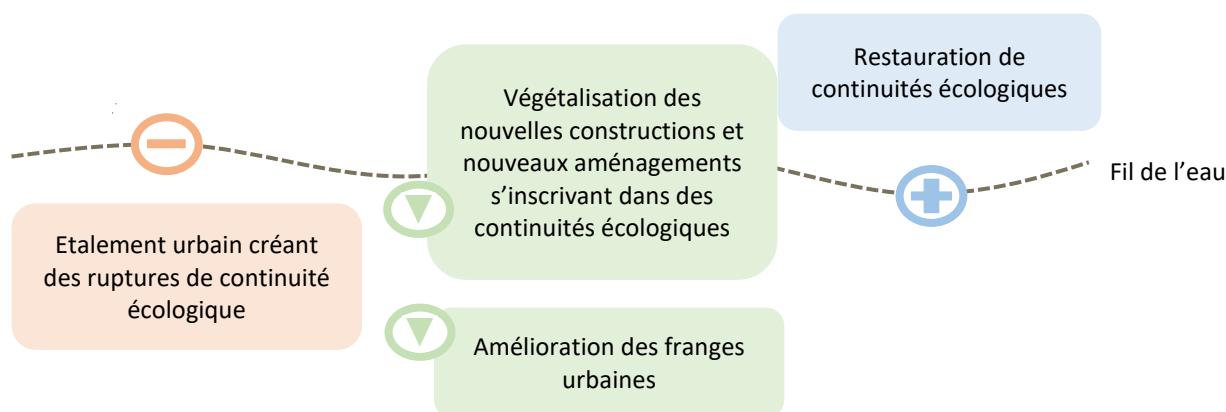 Restauration de
continuités écologiques
Végétalisation des
nouvelles constructions et
nouveaux aménagements
s’inscrivant dans des
continuités écologiques
Fil de l’eau
Etalement urbain créant
des ruptures de continuité
écologique
Amélioration des franges
urbaines